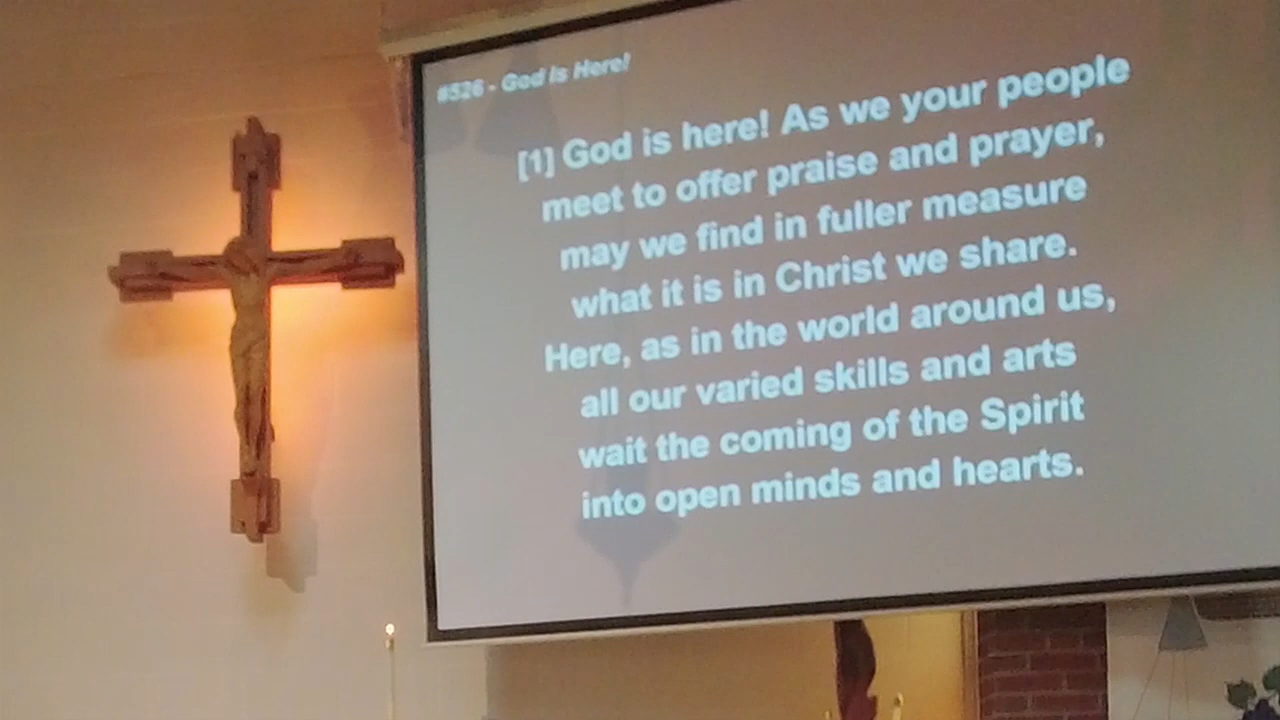 #526 - God Is Here!
[1] God is here! As we your people
meet to offer praise and prayer,
may we find in fuller measure
what it is in Christ we share.
Here, as in the world around us,
all our varied skills and arts
wait the coming of the Spirit
into open minds and hearts.